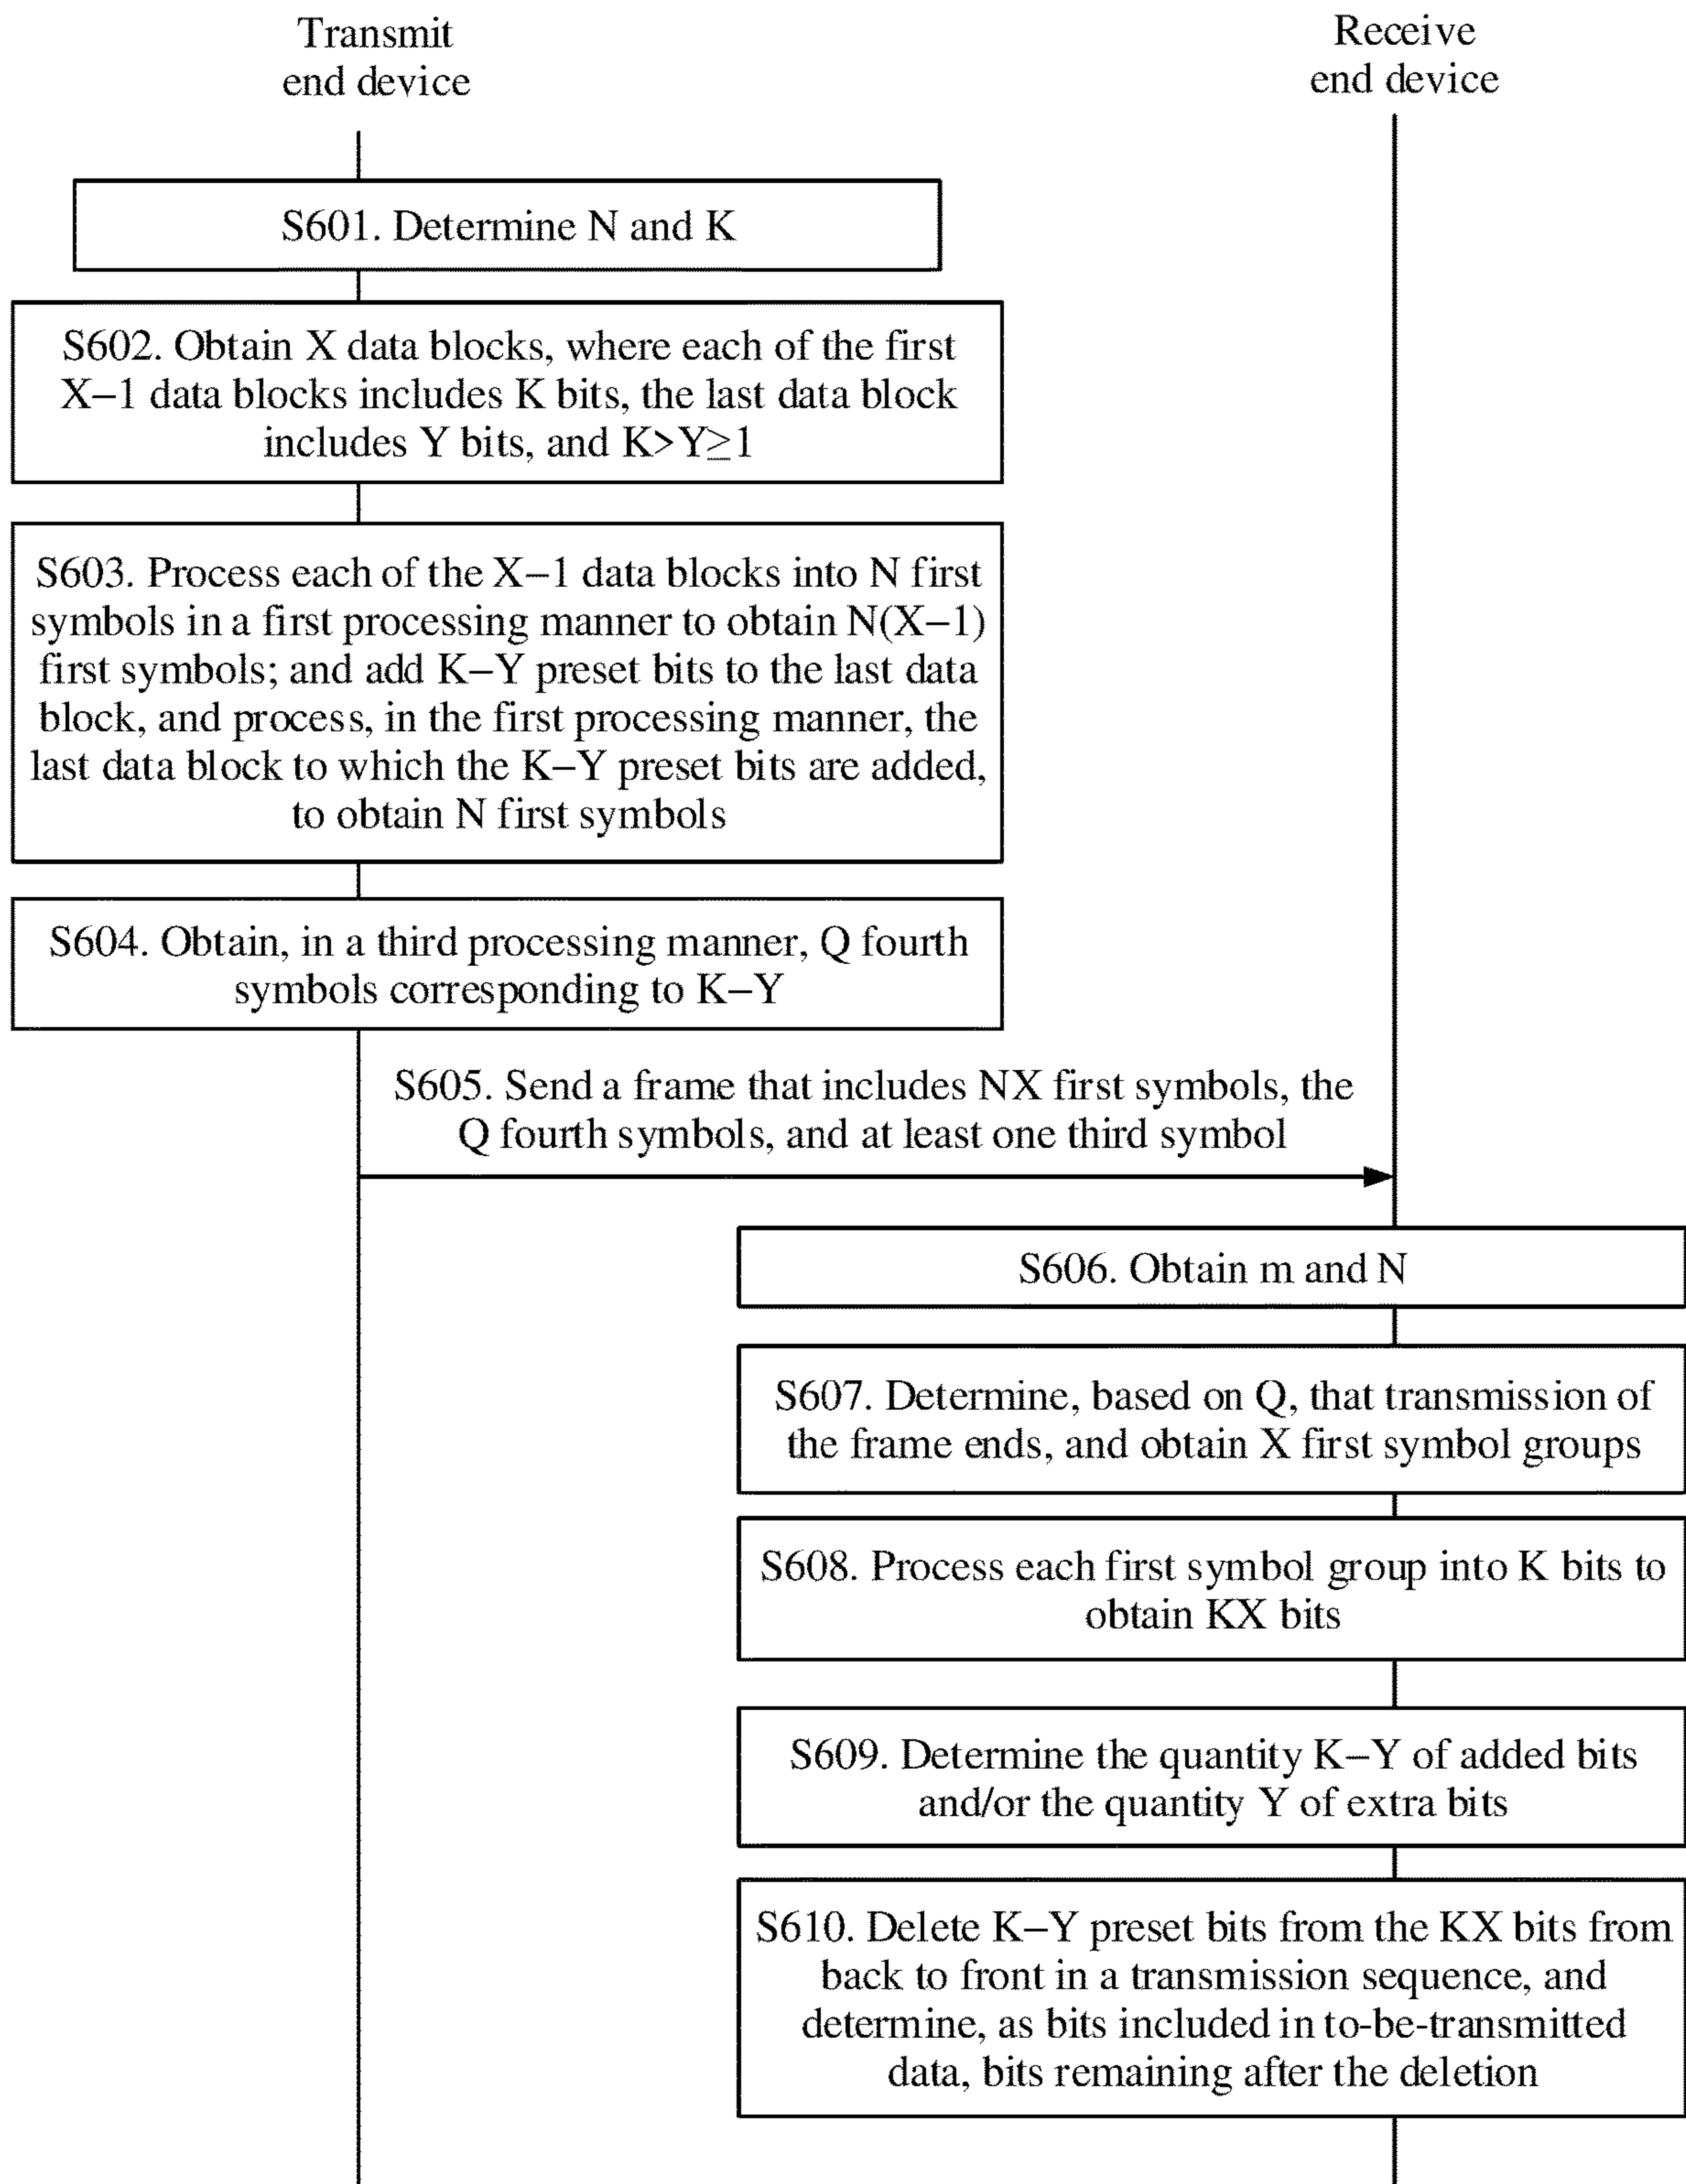 Transmit
end device
Receive
end device
S601. Determine N and K
S602. Obtain X data blocks, where each of the first
X−1 data blocks includes K bits, the last data block
includes Y bits, and K>Y≥1
S603. Process each of the X−1 data blocks into N first
symbols in a first processing manner to obtain N(X−1)
first symbols; and add K−Y preset bits to the last data
block, and process, in the first processing manner, the
last data block to which the K−Y preset bits are added,
to obtain N first symbols
S604. Obtain, in a third processing manner, Q fourth
symbols corresponding to K−Y
S605. Send a frame that includes NX first symbols, the
Q fourth symbols, and at least one third symbol
S606. Obtain m and N
S607. Determine, based on Q, that transmission of
the frame ends, and obtain X first symbol groups
S608. Process each first symbol group into K bits to
obtain KX bits
S609. Determine the quantity K−Y of added bits
and/or the quantity Y of extra bits
S610. Delete K−Y preset bits from the KX bits from
back to front in a transmission sequence, and
determine, as bits included in to-be-transmitted
data, bits remaining after the deletion